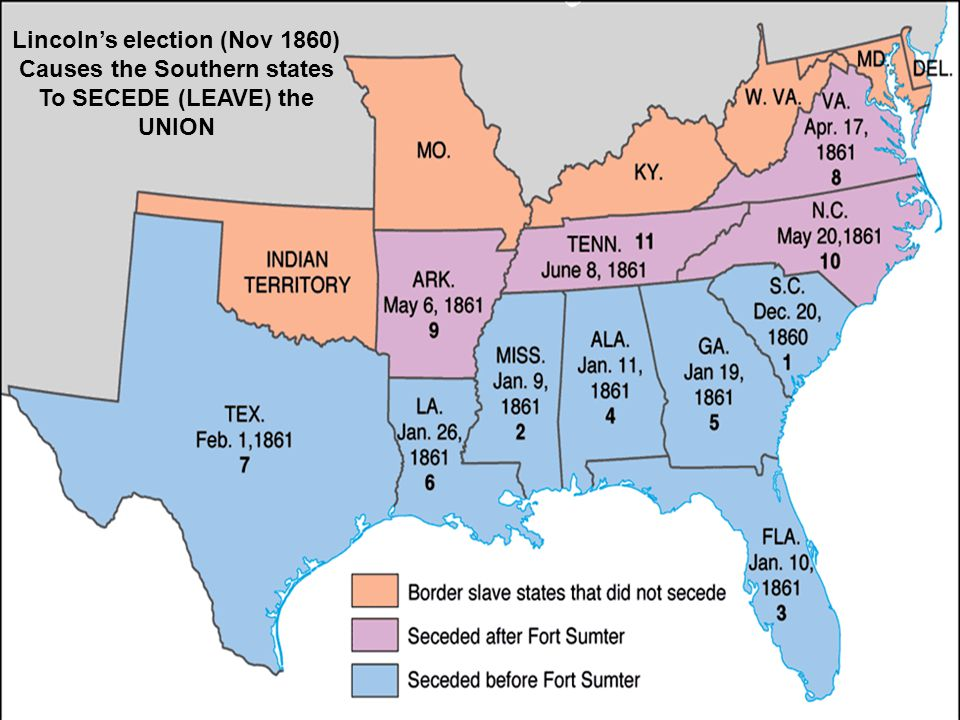 Lincoln’s election (Nov 1860)
Causes the Southern states
To SECEDE (LEAVE) the
UNION
MD.
DEL.
W. VA.
VA.
Apr. 17,
1861
8
MO.
KY.
N.C.
May 20,1861
10
TENN. 11
June 8, 1861
INDIAN
TERRITORY
ARK.
May 6, 1861
9
S.C.
Dec. 20,
1860
1
MISS.
Jan. 9,
1861
2
ALA.
Jan. 11,
1861
4
GA.
Jan 19,
1861
5
TEX.
Feb. 1,1861
7
LA.
Jan. 26,
1861
6
FLA.
Jan. 10,
1861
3
Border slave states that did not secede
Seceded after Fort Sumter
Seceded before Fort Sumter